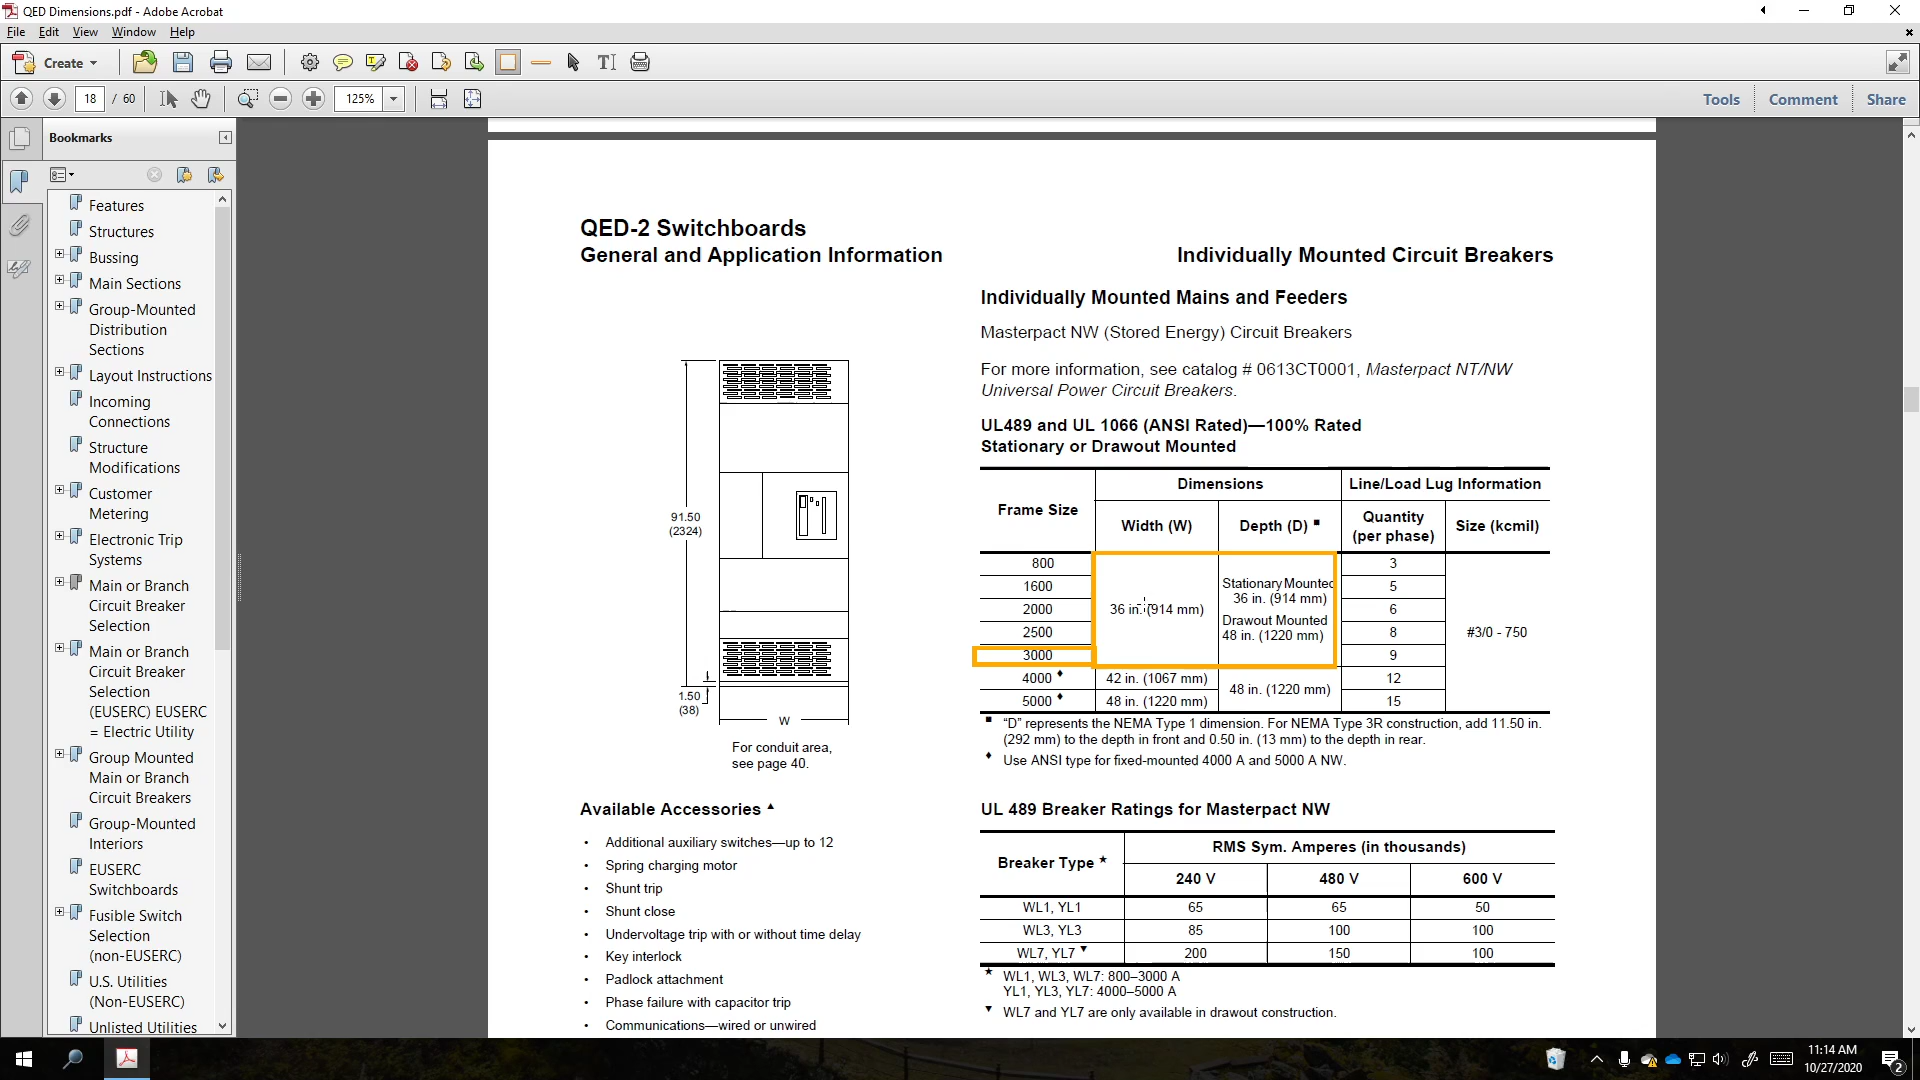 QED Dimensions.pdf - Adobe Acrobat
File Edit View Window Help
Create
18 / 60 125% Tools Comment Share
Bookmarks
Features
Structures
Bussing
Main Sections
Group-Mounted
Distribution
Sections
Layout Instructions
Incoming
Connections
Structure
Modifications
Customer
Metering
Electronic Trip
Systems
Main or Branch
Circuit Breaker
Selection
Main or Branch
Circuit Breaker
Selection
(EUSERC) EUSERC
= Electric Utility
Group Mounted
Main or Branch
Circuit Breakers
Group-Mounted
Interiors
EUSERC
Switchboards
Fusible Switch
Selection
(non-EUSERC)
U.S. Utilities
(Non-EUSERC)
Unlisted Utilities
QED-2 Switchboards
General and Application Information
Individually Mounted Circuit Breakers
91.50
(2324)
1.50
(38)
W
For conduit area,
see page 40.
Available Accessories ▲
• Additional auxiliary switches—up to 12
• Spring charging motor
• Shunt trip
• Shunt close
• Undervoltage trip with or without time delay
• Key interlock
• Padlock attachment
• Phase failure with capacitor trip
• Communications—wired or unwired
Individually Mounted Mains and Feeders
Masterpact NW (Stored Energy) Circuit Breakers
For more information, see catalog # 0613CT0001, Masterpact NT/NW
Universal Power Circuit Breakers.
UL489 and UL 1066 (ANSI Rated)—100% Rated
Stationary or Drawout Mounted
Frame Size Dimensions Line/Load Lug Information
Width (W) Depth (D) ■ Quantity (per phase) Size (kcmil)
800 3
1600 Stationary Mounted 5
36 in. (914 mm)
2000 36 in. (914 mm) 6
Drawout Mounted
2500 48 in. (1220 mm) 8 #3/0 - 750
3000 9
4000 ♦ 42 in. (1067 mm) 48 in. (1220 mm) 12
5000 ♦ 48 in. (1220 mm) 15
■ “D” represents the NEMA Type 1 dimension. For NEMA Type 3R construction, add 11.50 in.
(292 mm) to the depth in front and 0.50 in. (13 mm) to the depth in rear.
♦ Use ANSI type for fixed-mounted 4000 A and 5000 A NW.
UL 489 Breaker Ratings for Masterpact NW
Breaker Type ★ RMS Sym. Amperes (in thousands)
240 V 480 V 600 V
WL1, YL1 65 65 50
WL3, YL3 85 100 100
WL7, YL7 ▼ 200 150 100
★ WL1, WL3, WL7: 800–3000 A
YL1, YL3, YL7: 4000–5000 A
▼ WL7 and YL7 are only available in drawout construction.
11:14 AM
10/27/2020
2